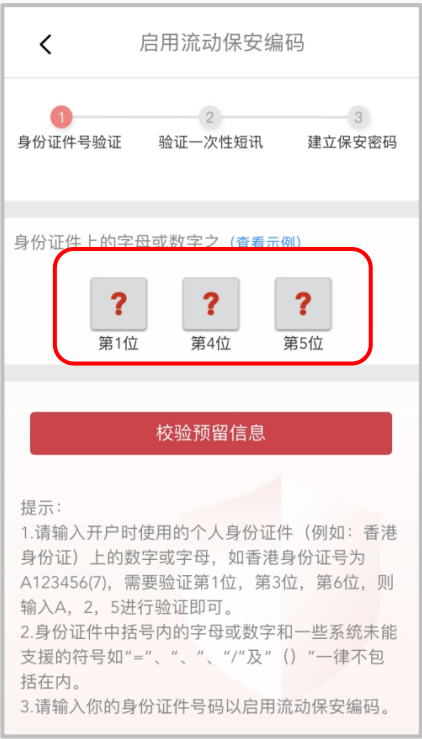 启用流动保安编码
1 2 3
身份证件号验证 验证一次性短讯 建立保安密码
身份证件上的字母或数字之 (查看示例)
? ? ?
第1位 第4位 第5位
校验预留信息
提示：
1.请输入开户时使用的个人身份证件（例如：香港
身份证）上的数字或字母，如香港身份证号为
A123456(7)，需要验证第1位，第3位，第6位，则
输入A，2，5进行验证即可。
2.身份证件中括号内的字母或数字和一些系统未能
支援的符号如“=”、“、“、“/”及“（）”一律不包
括在内。
3.请输入你的身份证件号码以启用流动保安编码。